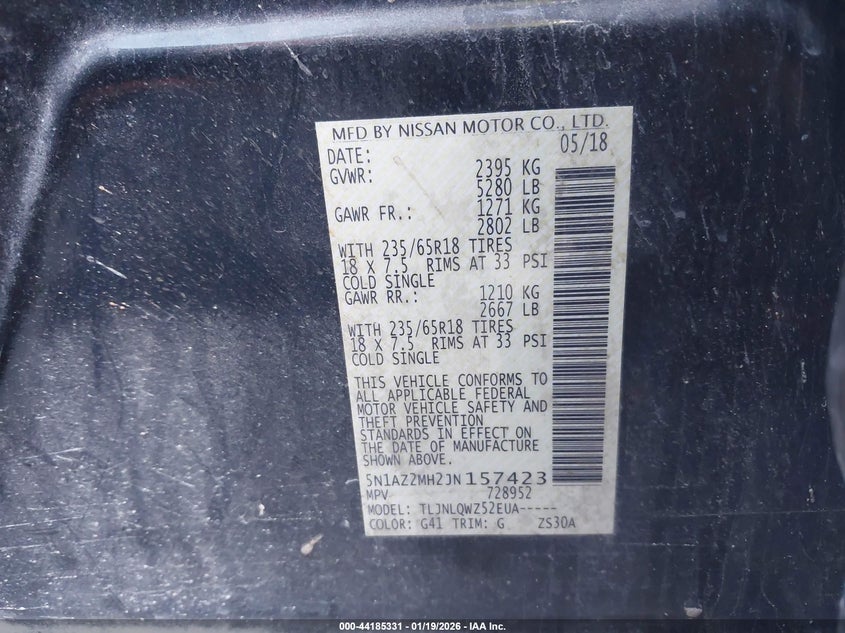 MFD BY NISSAN MOTOR CO., LTD.
DATE: 05/18
GVWR: 2395 KG
5280 LB
GAWR FR.: 1271 KG
2802 LB
WITH 235/65R18 TIRES
18 X 7.5 RIMS AT 33 PSI
COLD SINGLE
GAWR RR.: 1210 KG
2667 LB
WITH 235/65R18 TIRES
18 X 7.5 RIMS AT 33 PSI
COLD SINGLE
THIS VEHICLE CONFORMS TO
ALL APPLICABLE FEDERAL
MOTOR VEHICLE SAFETY AND
THEFT PREVENTION
STANDARDS IN EFFECT ON
THE DATE OF MANUFACTURE
SHOWN ABOVE.
5N1AZ2MH2JN157423
MPV 728952
MODEL: TLJNLQWZ52EUA-----
COLOR: G41 TRIM: G ZS30A
000-44185331 - 01/19/2026 - IAA Inc.